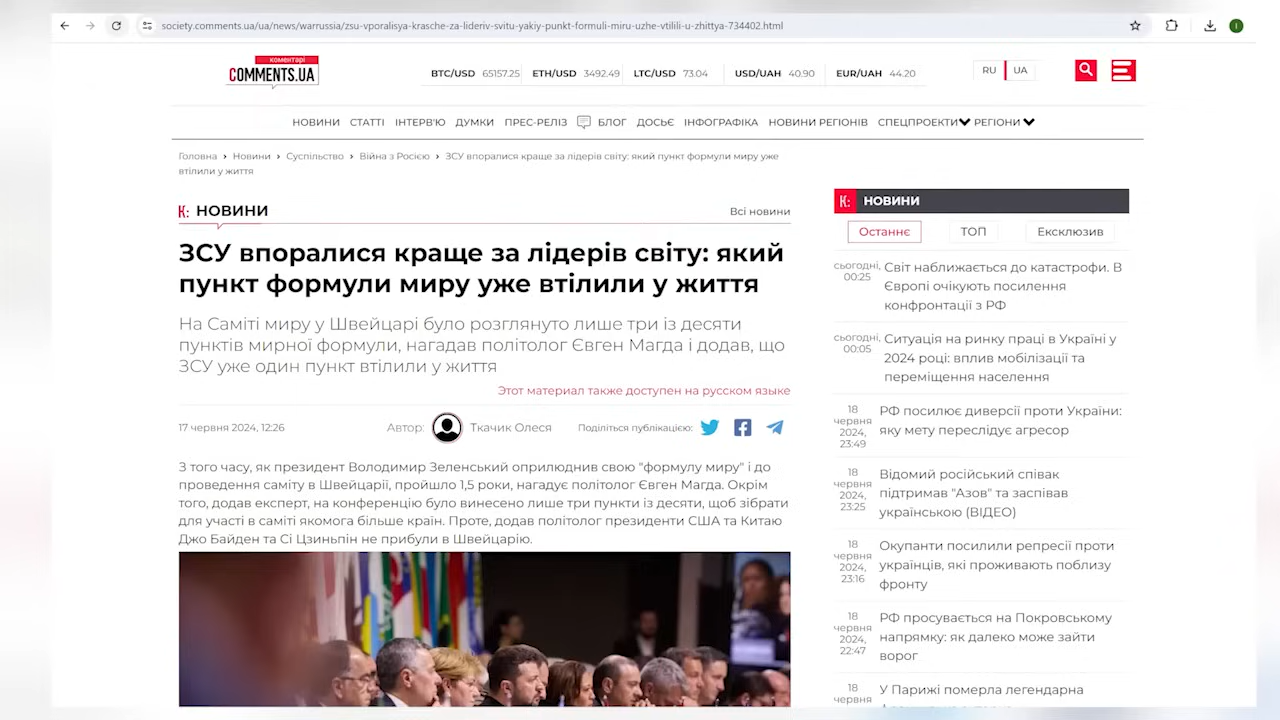 society.comments.ua/ua/news/warrussia/zsu-vporalisya-krasche-za-lideriv-svitu-yakiy-punkt-formuli-miru-uzhe-vtilili-u-zhittya-734402.html
I
коментарі
COMMENTS.UA
BTC/USD 65157.25 ETH/USD 3492.49 LTC/USD 73.04 USD/UAH 40.90 EUR/UAH 44.20
RU UA
НОВИНИ СТАТТІ ІНТЕРВ'Ю ДУМКИ ПРЕС-РЕЛІЗ БЛОГ ДОСЬЄ ІНФОГРАФІКА НОВИНИ РЕГІОНІВ СПЕЦПРОЕКТИ РЕГІОНИ
Головна › Новини › Суспільство › Війна з Росією › ЗСУ впоралися краще за лідерів світу: який пункт формули миру уже
втілили у життя
К: НОВИНИ
Всі новини
ЗСУ впоралися краще за лідерів світу: який
пункт формули миру уже втілили у життя
На Саміті миру у Швейцарі було розглянуто лише три із десяти
пунктів мирної формули, нагадав політолог Євген Магда і додав, що
ЗСУ уже один пункт втілили у життя
Этот материал также доступен на русском языке
17 червня 2024, 12:26
Автор: Ткачик Олеся
Поділіться публікацією:
З того часу, як президент Володимир Зеленський оприлюднив свою "формулу миру" і до
проведення саміту в Швейцарії, пройшло 1,5 роки, нагадує політолог Євген Магда. Окрім
того, додав експерт, на конференцію було винесено лише три пункти із десяти, щоб зібрати
для участі в саміті якомога більше країн. Проте, додав політолог президенти США та Китаю
Джо Байден та Сі Цзиньпін не прибули в Швейцарію.
К: НОВИНИ
Останнє ТОП Ексклюзив
сьогодні,
00:25
Світ наближається до катастрофи. В
Європі очікують посилення
конфронтації з РФ
сьогодні,
00:05
Ситуація на ринку праці в Україні у
2024 році: вплив мобілізації та
переміщення населення
18
червня
2024,
23:49
РФ посилює диверсії проти України:
яку мету переслідує агресор
18
червня
2024,
23:25
Відомий російський співак
підтримав "Азов" та заспівав
українською (ВІДЕО)
18
червня
2024,
23:16
Окупанти посилили репресії проти
українців, які проживають поблизу
фронту
18
червня
2024,
22:47
РФ просувається на Покровському
напрямку: як далеко може зайти
ворог
18
червня
У Парижі померла легендарна